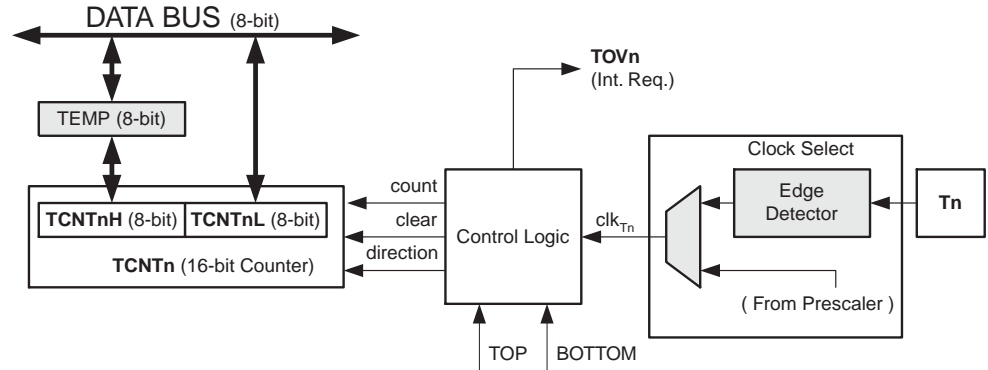 DATA BUS (8-bit)
TOVn
(Int. Req.)
TEMP (8-bit)
Clock Select
count
Edge
Detector
Tn
TCNTnH (8-bit)
TCNTnL (8-bit)
clear
Control Logic
clkTn
TCNTn (16-bit Counter)
direction
( From Prescaler )
TOP
BOTTOM